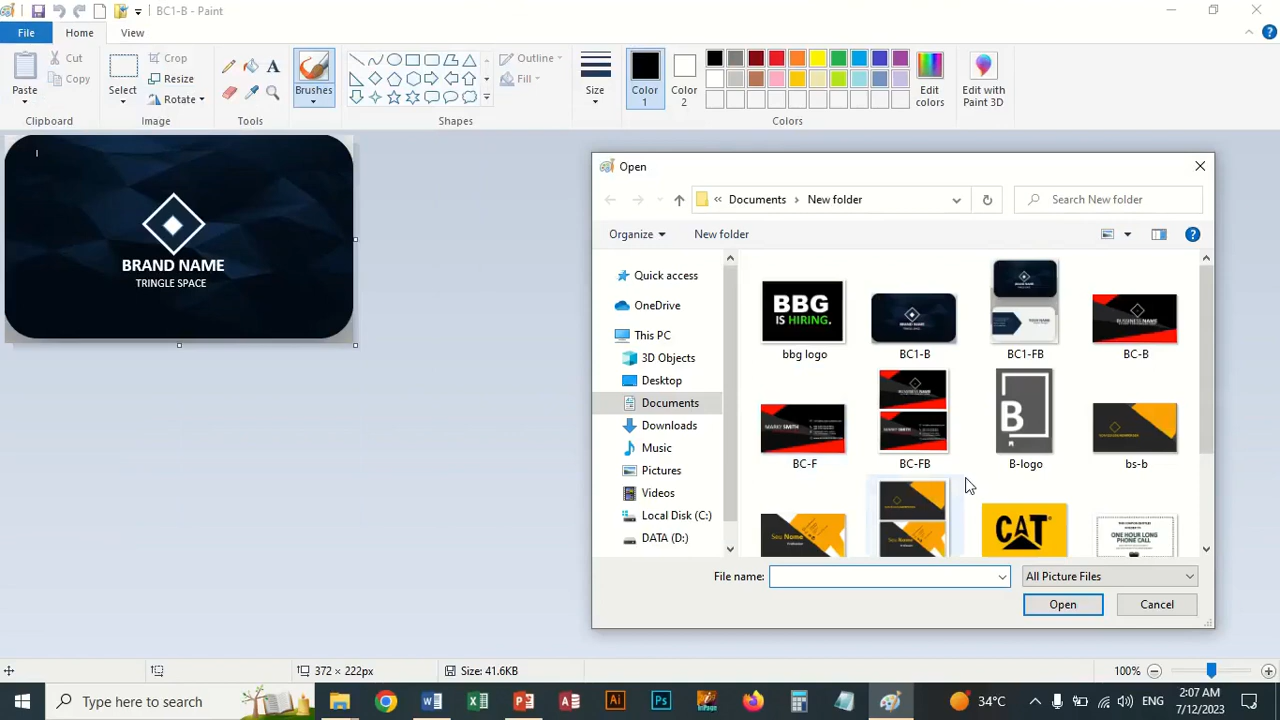 BC1-B - Paint
File
Home
View
Paste
Cut
Copy
Clipboard
Select
Crop
Resize
Rotate
Image
A
Tools
Brushes
Shapes
Outline
Fill
Size
Color 1
Color 2
Edit colors
Edit with Paint 3D
Colors
BRAND NAME
TRINGLE SPACE
Open
« Documents > New folder
Search New folder
Organize
New folder
Quick access
OneDrive
This PC
3D Objects
Desktop
Documents
Downloads
Music
Pictures
Videos
Local Disk (C:)
DATA (D:)
BBG
IS HIRING.
bbg logo
BC1-B
BC1-FB
BC-B
BC-F
BC-FB
B
B-logo
bs-b
CAT
ONE HOUR LONG
PHONE CALL
File name:
All Picture Files
Open
Cancel
372 × 222px
Size: 41.6KB
100%
Type here to search
34°C
ENG
2:07 AM
7/12/2023